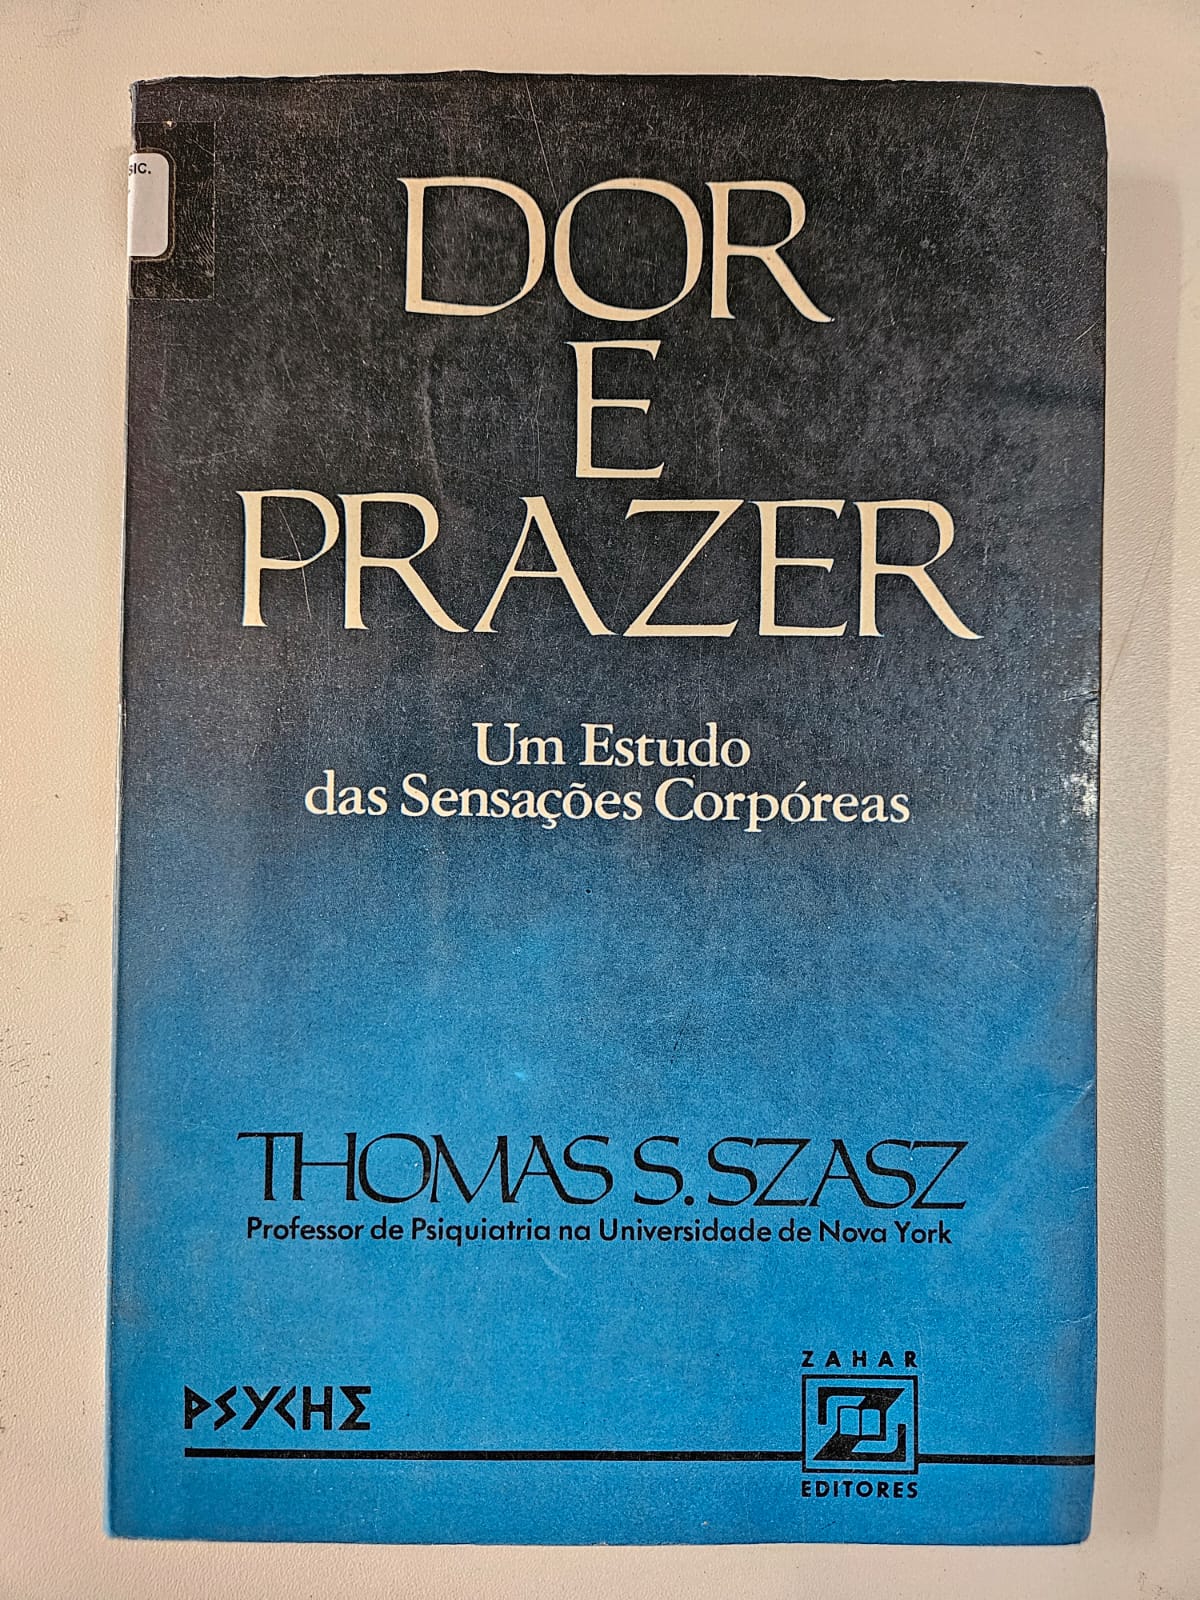 SIC.
DOR
E
PRAZER
Um Estudo
das Sensações Corpóreas
THOMAS S. SZASZ
Professor de Psiquiatria na Universidade de Nova York
PSYCHE
ZAHAR
EDITORES